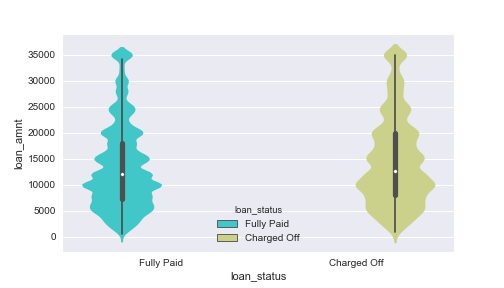 35000
30000
25000
20000
15000
10000
5000
0
loan_amnt
loan_status
Fully Paid
Charged Off
Fully Paid
Charged Off
loan_status